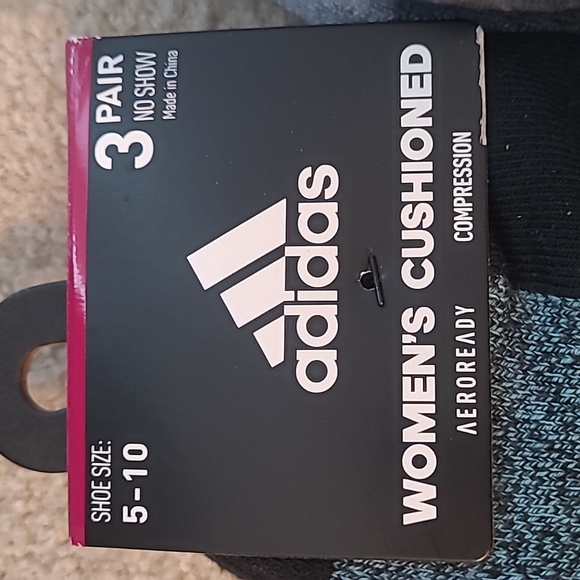 SHOE SIZE:
5-10
3 PAIR
NO SHOW
Made in China
adidas
WOMEN'S CUSHIONED
AEROREADY
COMPRESSION